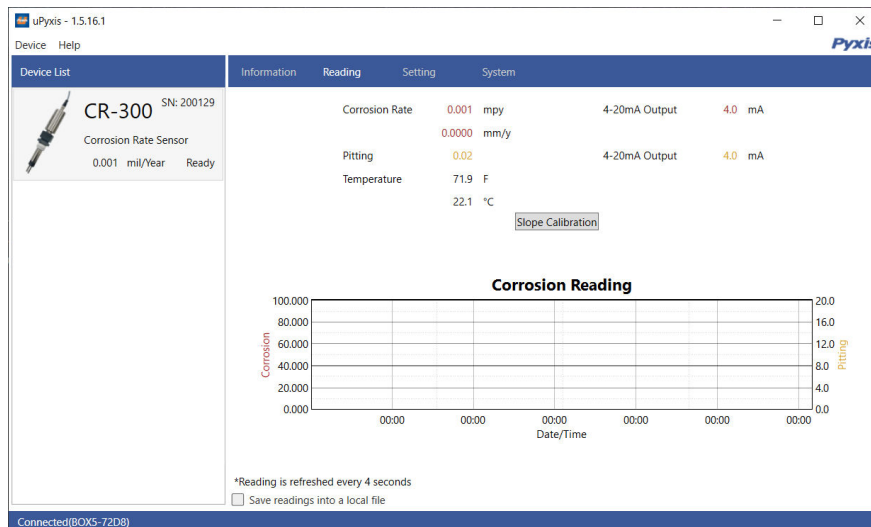 uPyxis - 1.5.16.1
Device Help
Pyxis
Device List
Information Reading Setting System
CR-300 SN: 200129
Corrosion Rate Sensor
0.001 mil/Year Ready
Corrosion Rate 0.001 mpy 4-20mA Output 4.0 mA
0.0000 mm/y
Pitting 0.02 4-20mA Output 4.0 mA
Temperature 71.9 F
22.1 °C
Slope Calibration
Corrosion Reading
100.000 20.0
80.000 16.0
60.000 12.0
40.000 8.0
20.000 4.0
0.000 0.0
Corrosion
Pitting
00:00 00:00 00:00 00:00 00:00 00:00
Date/Time
*Reading is refreshed every 4 seconds
Save readings into a local file
Connected(BOX5-72D8)